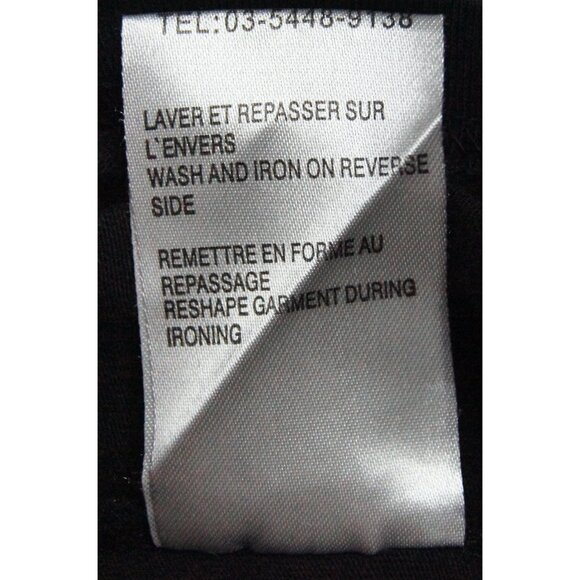 TEL:03-5448-9138
LAVER ET REPASSER SUR
L`ENVERS
WASH AND IRON ON REVERSE
SIDE
REMETTRE EN FORME AU
REPASSAGE
RESHAPE GARMENT DURING
IRONING